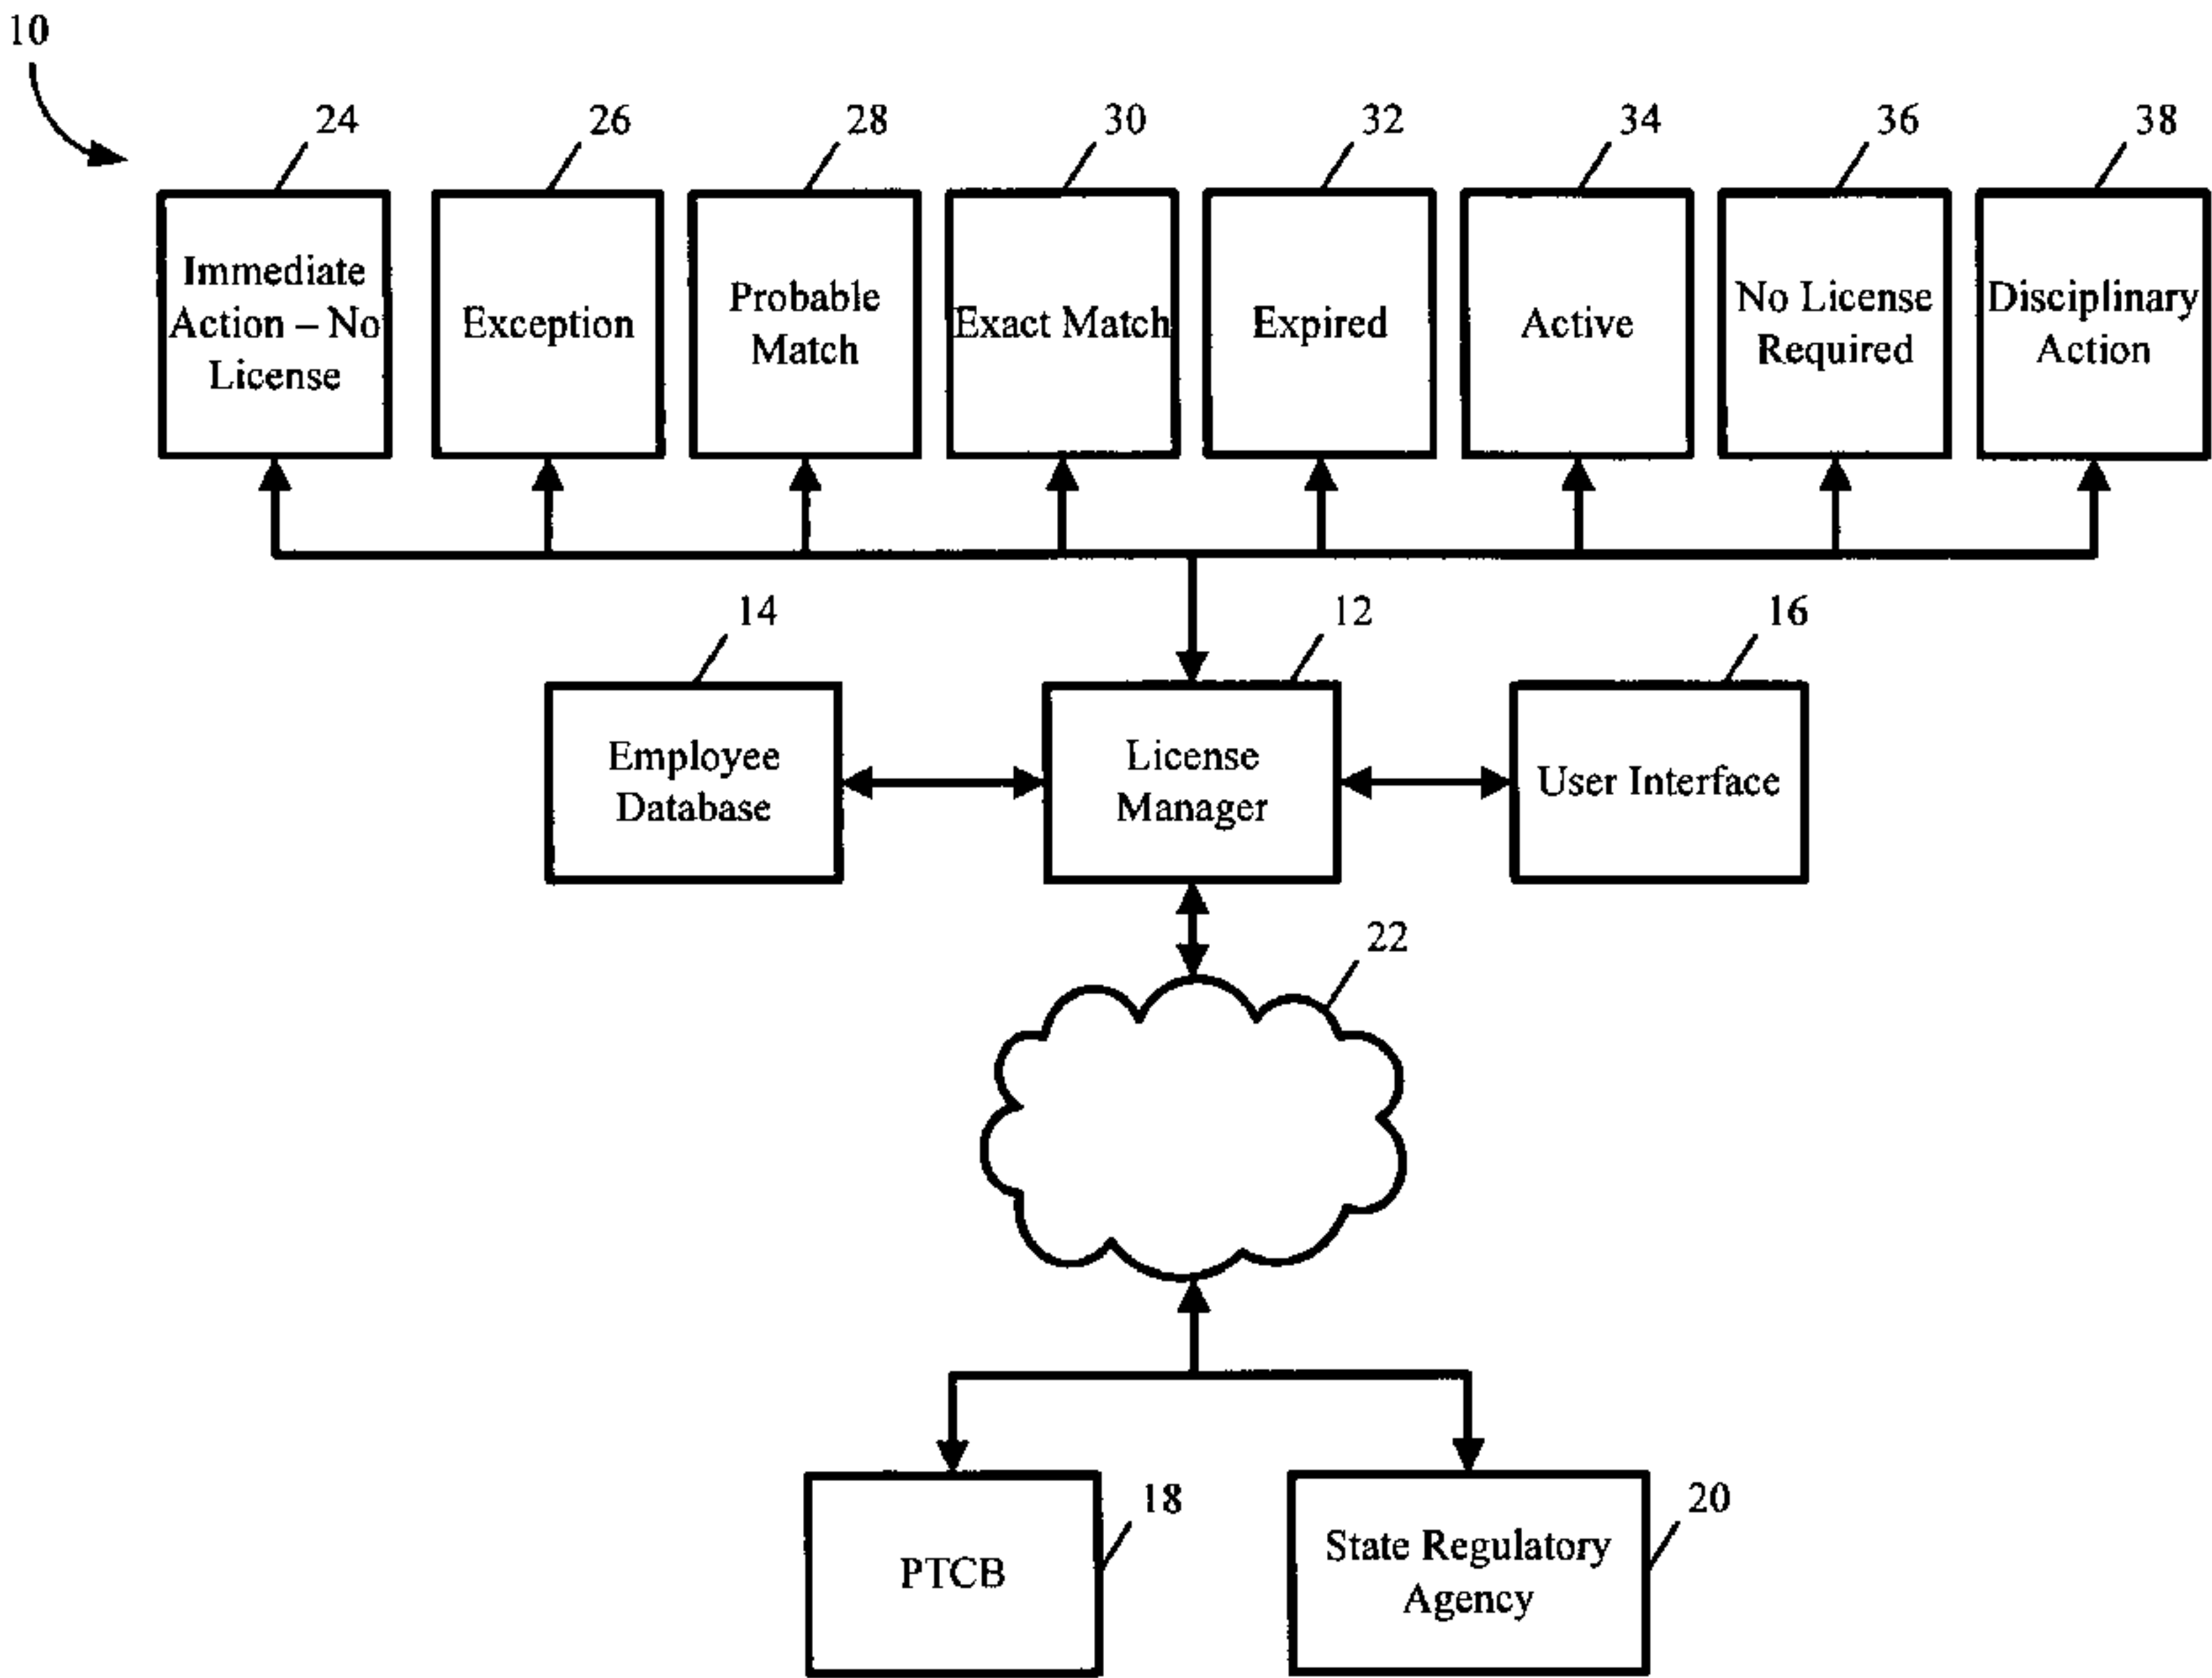 10
24
26
28
30
32
34
36
38
Immediate
Action – No
License
Exception
Probable
Match
Exact Match
Expired
Active
No License
Required
Disciplinary
Action
14
12
16
Employee
Database
License
Manager
User Interface
22
18
20
PTCB
State Regulatory
Agency